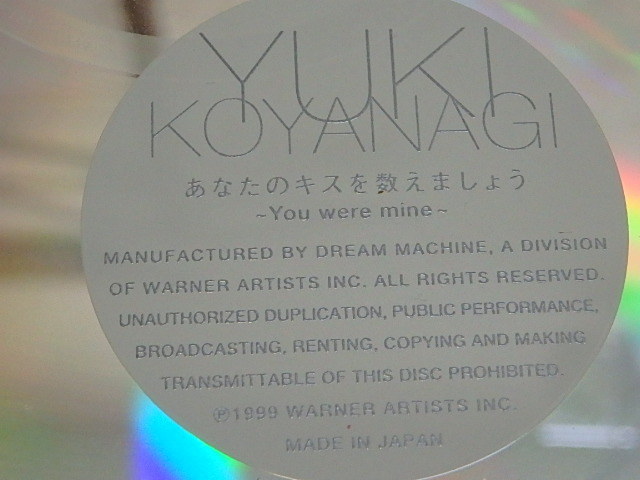 YUKI
KOYANAGI
あなたのキスを数えましょう
~You were mine~
MANUFACTURED BY DREAM MACHINE, A DIVISION
OF WARNER ARTISTS INC. ALL RIGHTS RESERVED.
UNAUTHORIZED DUPLICATION, PUBLIC PERFORMANCE,
BROADCASTING, RENTING, COPYING AND MAKING
TRANSMITTABLE OF THIS DISC PROHIBITED.
℗1999 WARNER ARTISTS INC.
MADE IN JAPAN